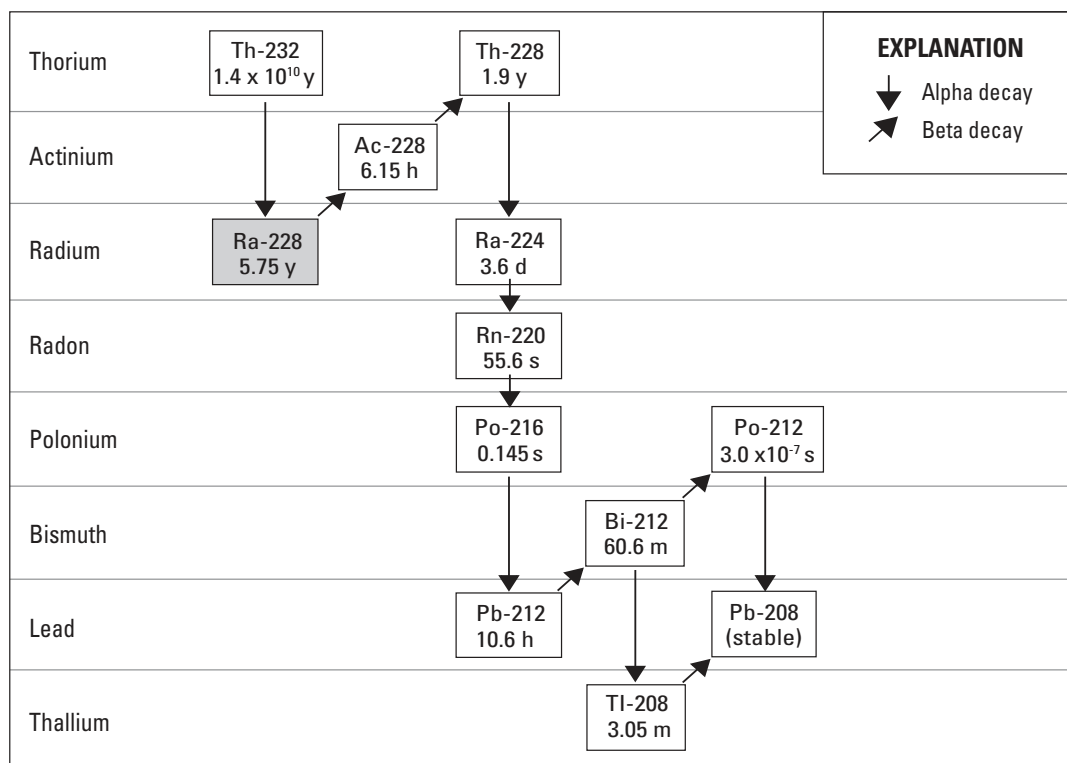 Thorium
Th-232
1.4 x 10¹⁰ y
Th-228
1.9 y
EXPLANATION
Alpha decay
Beta decay
Actinium
Ac-228
6.15 h
Radium
Ra-228
5.75 y
Ra-224
3.6 d
Radon
Rn-220
55.6 s
Polonium
Po-216
0.145 s
Po-212
3.0 x10⁻⁷ s
Bismuth
Bi-212
60.6 m
Lead
Pb-212
10.6 h
Pb-208
(stable)
Thallium
Tl-208
3.05 m